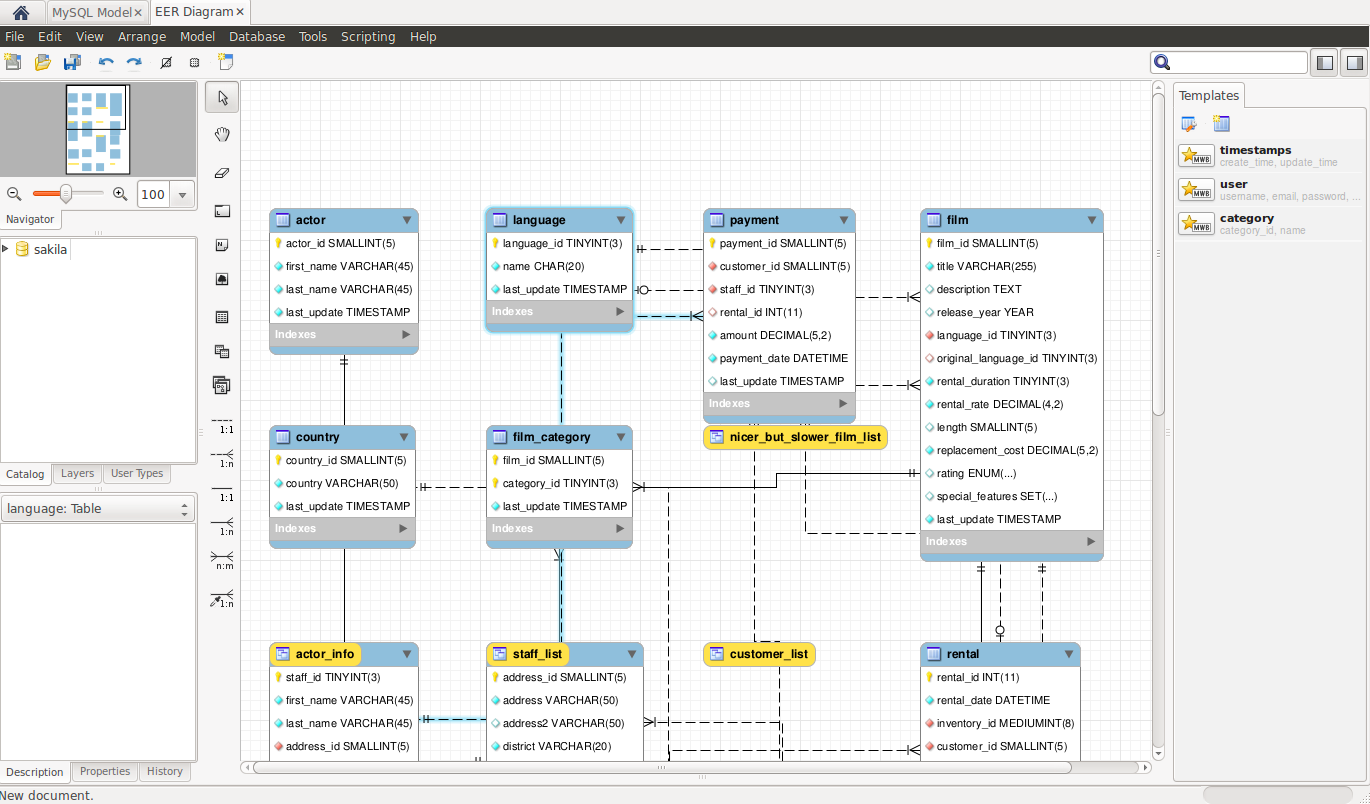 MySQL Model×
EER Diagram×
File Edit View Arrange Model Database Tools Scripting Help
100
Navigator
sakila
Catalog Layers User Types
language: Table
Description Properties History
New document.
1:1
1:n
1:1
1:n
n:m
1:n
actor
actor_id SMALLINT(5)
first_name VARCHAR(45)
last_name VARCHAR(45)
last_update TIMESTAMP
Indexes
language
language_id TINYINT(3)
name CHAR(20)
last_update TIMESTAMP
Indexes
payment
payment_id SMALLINT(5)
customer_id SMALLINT(5)
staff_id TINYINT(3)
rental_id INT(11)
amount DECIMAL(5,2)
payment_date DATETIME
last_update TIMESTAMP
Indexes
film
film_id SMALLINT(5)
title VARCHAR(255)
description TEXT
release_year YEAR
language_id TINYINT(3)
original_language_id TINYINT(3)
rental_duration TINYINT(3)
rental_rate DECIMAL(4,2)
length SMALLINT(5)
replacement_cost DECIMAL(5,2)
rating ENUM(...)
special_features SET(...)
last_update TIMESTAMP
Indexes
country
country_id SMALLINT(5)
country VARCHAR(50)
last_update TIMESTAMP
Indexes
film_category
film_id SMALLINT(5)
category_id TINYINT(3)
last_update TIMESTAMP
Indexes
nicer_but_slower_film_list
actor_info
staff_id TINYINT(3)
first_name VARCHAR(45)
last_name VARCHAR(45)
address_id SMALLINT(5)
staff_list
address_id SMALLINT(5)
address VARCHAR(50)
address2 VARCHAR(50)
district VARCHAR(20)
customer_list
rental
rental_id INT(11)
rental_date DATETIME
inventory_id MEDIUMINT(8)
customer_id SMALLINT(5)
Templates
MWB
timestamps
create_time, update_time
MWB
user
username, email, password, ...
MWB
category
category_id, name